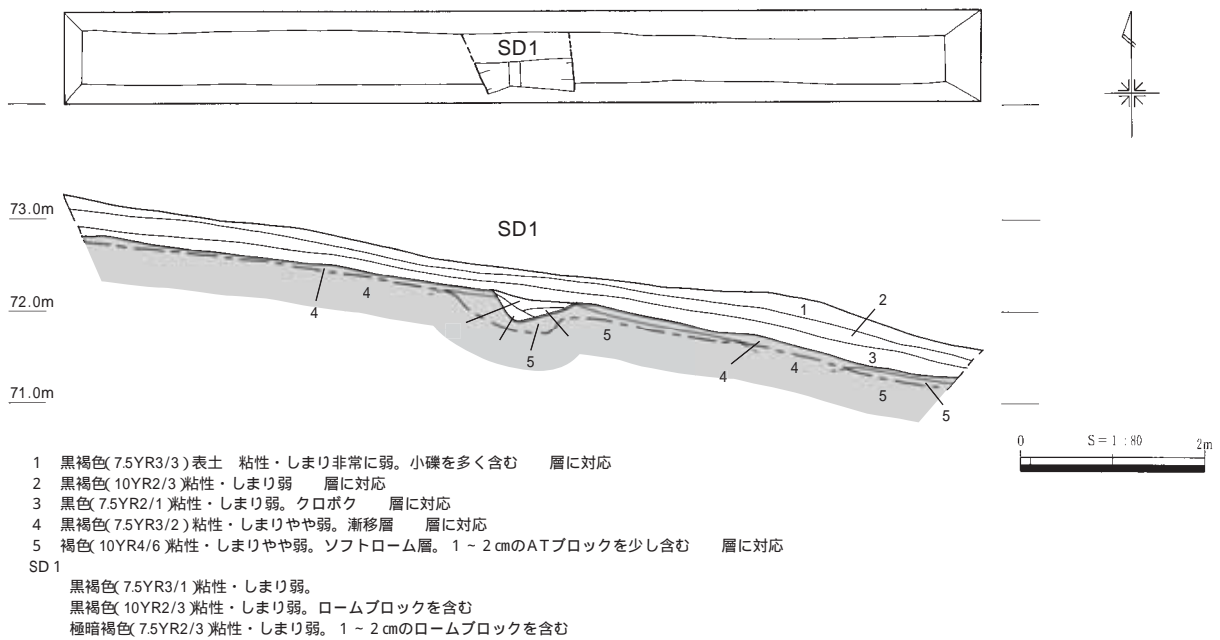 SD1
73.0m
SD1
72.0m
71.0m
1
2
3
4
4
5
5
4
4
5
5
0 S = 1 : 80 2m
1 黒褐色(7.5YR3/3)表土 粘性・しまり非常に弱。小礫を多く含む 層に対応
2 黒褐色(10YR2/3)粘性・しまり弱 層に対応
3 黒色(7.5YR2/1)粘性・しまり弱。クロボク 層に対応
4 黒褐色(7.5YR3/2)粘性・しまりやや弱。漸移層 層に対応
5 褐色(10YR4/6)粘性・しまりやや弱。ソフトローム層。1~2㎝のATブロックを少し含む 層に対応
SD 1
黒褐色(7.5YR3/1)粘性・しまり弱。
黒褐色(10YR2/3)粘性・しまり弱。ロームブロックを含む
極暗褐色(7.5YR2/3)粘性・しまり弱。1~2㎝のロームブロックを含む